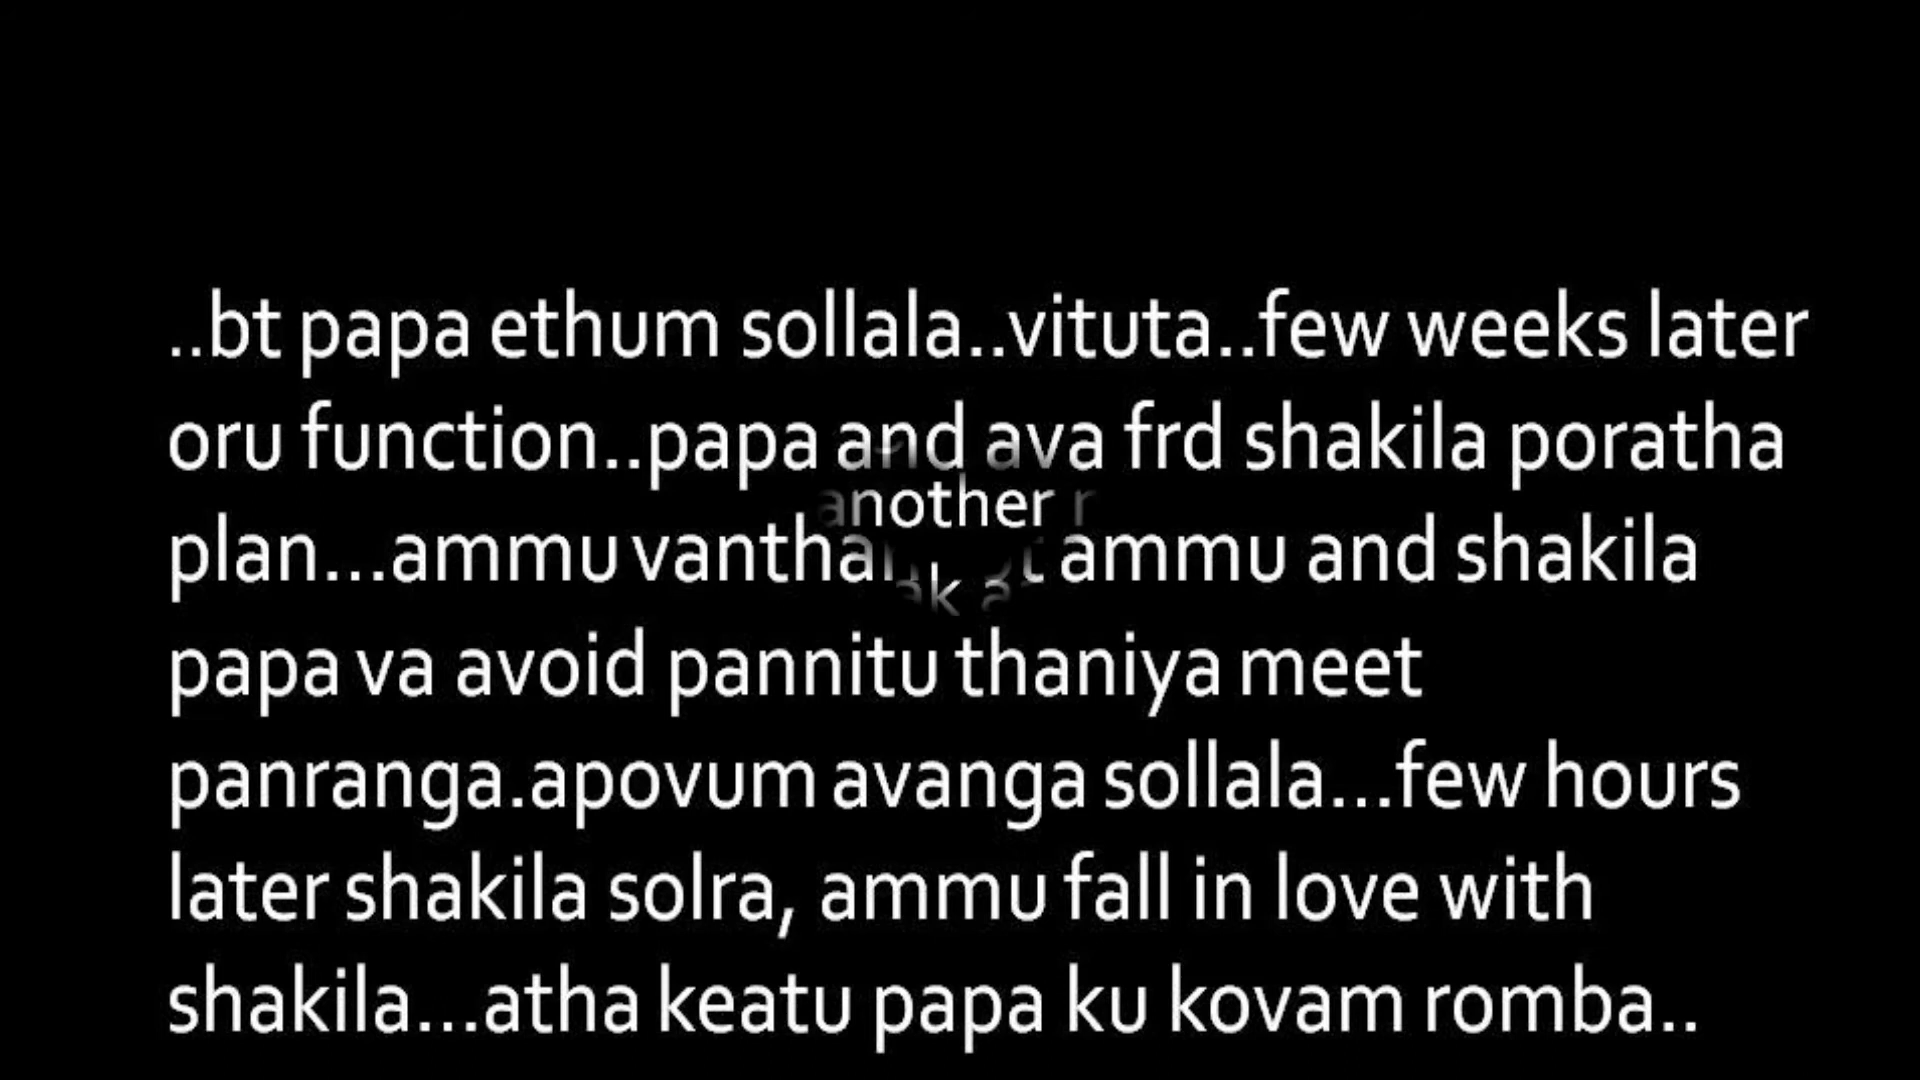 ..bt papa ethum sollala..vituta..few weeks later
oru function..papa and ava frd shakila poratha
another
plan...ammu ammu and shakila
papa va avoid pannitu thaniya meet
panranga.apovum avanga sollala...few hours
later shakila solra, ammu fall in love with
shakila...atha keatu papa ku kovam romba..